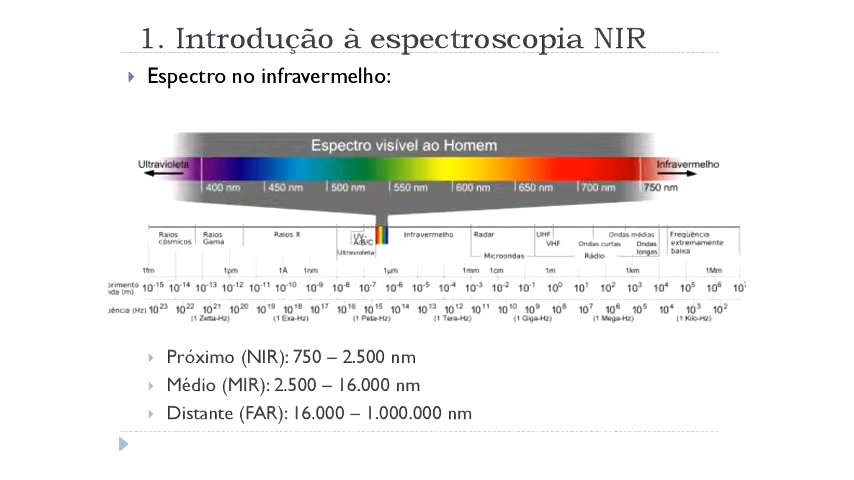 1. Introdução à espectroscopia NIR
Espectro no infravermelho:
Espectro visível ao Homem
Ultravioleta
Infravermelho
400 nm 450 nm 500 nm 550 nm 600 nm 650 nm 700 nm 750 nm
Raios cósmicos
Raios Gama
Raios X
UV-A/B/C
Ultravioleta
Infravermelho
Radar
Microondas
UHF
VHF
Ondas médias
Ondas curtas
Ondas longas
Rádio
Freqüência extremamente baixa
1fm 1pm 1A 1nm 1µm 1mm 1cm 1m 1km 1Mm
10-15 10-14 10-13 10-12 10-11 10-10 10-9 10-8 10-7 10-6 10-5 10-4 10-3 10-2 10-1 100 101 102 103 104 105 106
(Hz) 1023 1022 1021 1020 1019 1018 1017 1016 1015 1014 1013 1012 1011 1010 109 108 107 106 105 104 103 102
(1 Zetta-Hz) (1 Exa-Hz) (1 Peta-Hz) (1 Tera-Hz) (1 Giga-Hz) (1 Mega-Hz) (1 Kilo-Hz)
Próximo (NIR): 750 – 2.500 nm
Médio (MIR): 2.500 – 16.000 nm
Distante (FAR): 16.000 – 1.000.000 nm